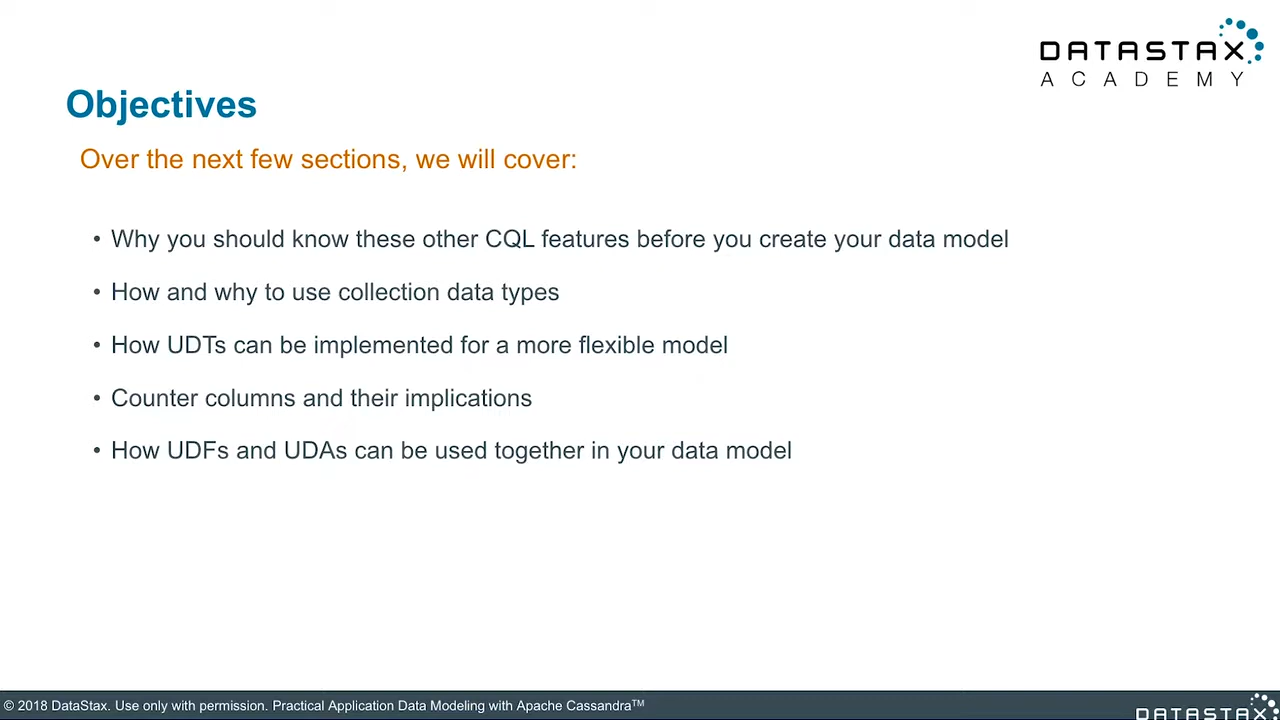 DATASTAX
ACADEMY
Objectives
Over the next few sections, we will cover:
• Why you should know these other CQL features before you create your data model
• How and why to use collection data types
• How UDTs can be implemented for a more flexible model
• Counter columns and their implications
• How UDFs and UDAs can be used together in your data model
© 2018 DataStax. Use only with permission. Practical Application Data Modeling with Apache Cassandra™
DATASTAX